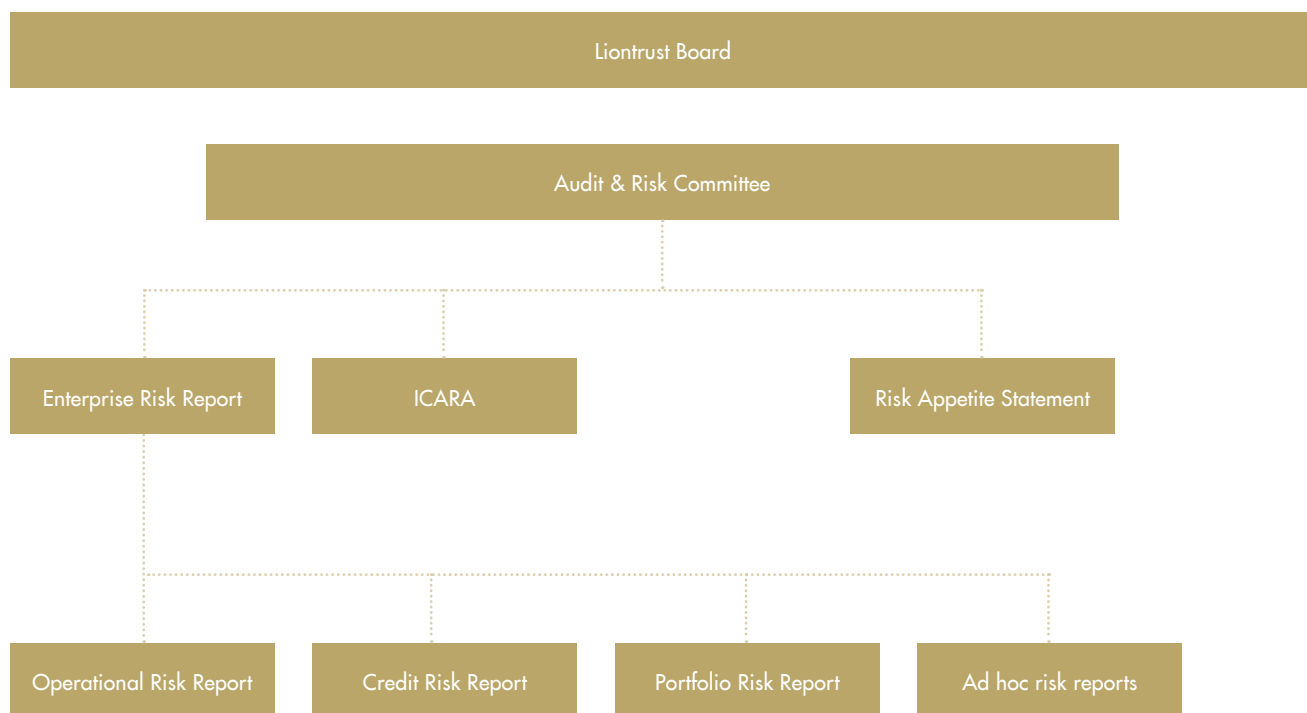 Liontrust Board
Audit & Risk Committee
Enterprise Risk Report
ICARA
Risk Appetite Statement
Operational Risk Report
Credit Risk Report
Portfolio Risk Report
Ad hoc risk reports